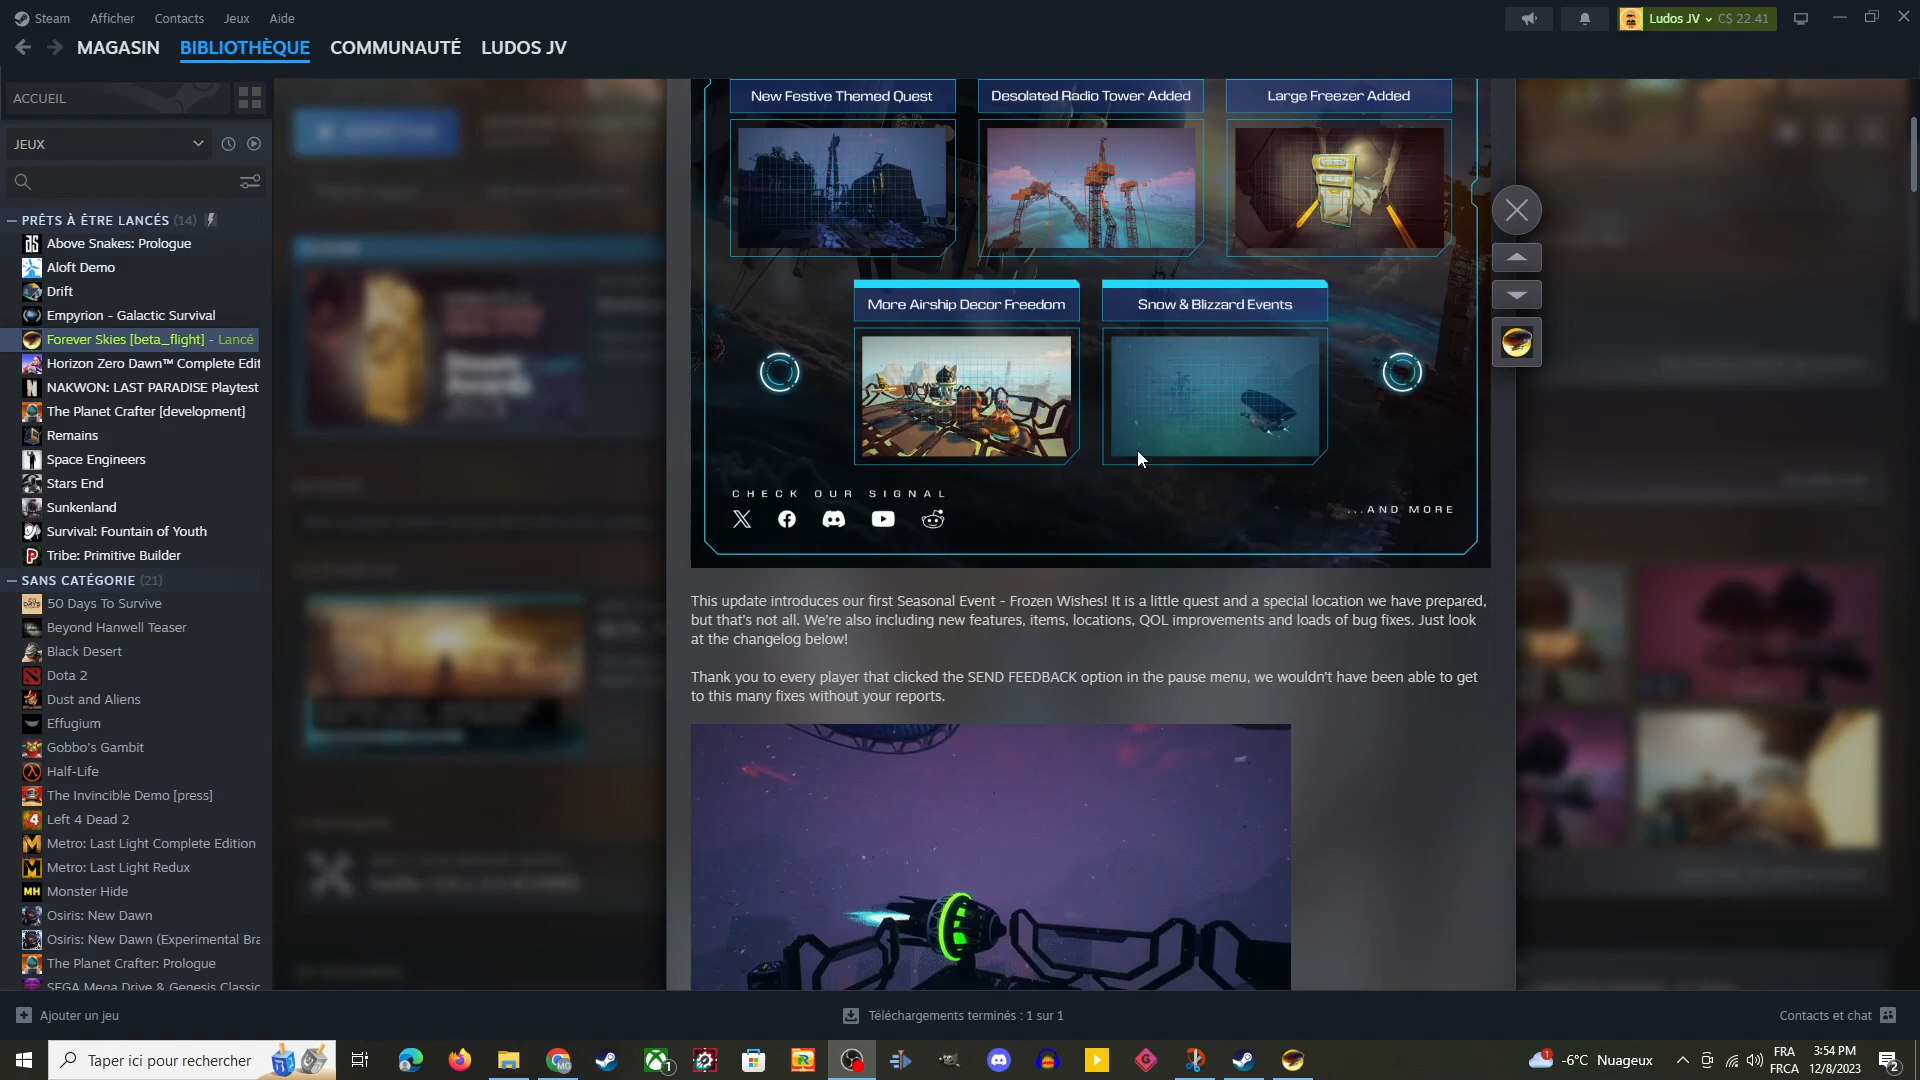 Steam Afficher Contacts Jeux Aide
Ludos JV C$ 22.41
MAGASIN BIBLIOTHÈQUE COMMUNAUTÉ LUDOS JV
ACCUEIL
JEUX
PRÊTS À ÊTRE LANCÉS (14)
Above Snakes: Prologue
Aloft Demo
Drift
Empyrion - Galactic Survival
Forever Skies [beta_flight] - Lancé
Horizon Zero Dawn™ Complete Edit
NAKWON: LAST PARADISE Playtest
The Planet Crafter [development]
Remains
Space Engineers
Stars End
Sunkenland
Survival: Fountain of Youth
Tribe: Primitive Builder
SANS CATÉGORIE (21)
50 Days To Survive
Beyond Hanwell Teaser
Black Desert
Dota 2
Dust and Aliens
Effugium
Gobbo's Gambit
Half-Life
The Invincible Demo [press]
Left 4 Dead 2
Metro: Last Light Complete Edition
Metro: Last Light Redux
Monster Hide
Osiris: New Dawn
Osiris: New Dawn (Experimental Bra
The Planet Crafter: Prologue
SEGA Mega Drive & Genesis Classic
New Festive Themed Quest Desolated Radio Tower Added Large Freezer Added
More Airship Decor Freedom Snow & Blizzard Events
CHECK OUR SIGNAL
...AND MORE
This update introduces our first Seasonal Event - Frozen Wishes! It is a little quest and a special location we have prepared,
but that's not all. We're also including new features, items, locations, QOL improvements and loads of bug fixes. Just look
at the changelog below!
Thank you to every player that clicked the SEND FEEDBACK option in the pause menu, we wouldn't have been able to get
to this many fixes without your reports.
Ajouter un jeu
Téléchargements terminés : 1 sur 1
Contacts et chat
Taper ici pour rechercher
-6°C Nuageux
FRA
FRCA
3:54 PM
12/8/2023